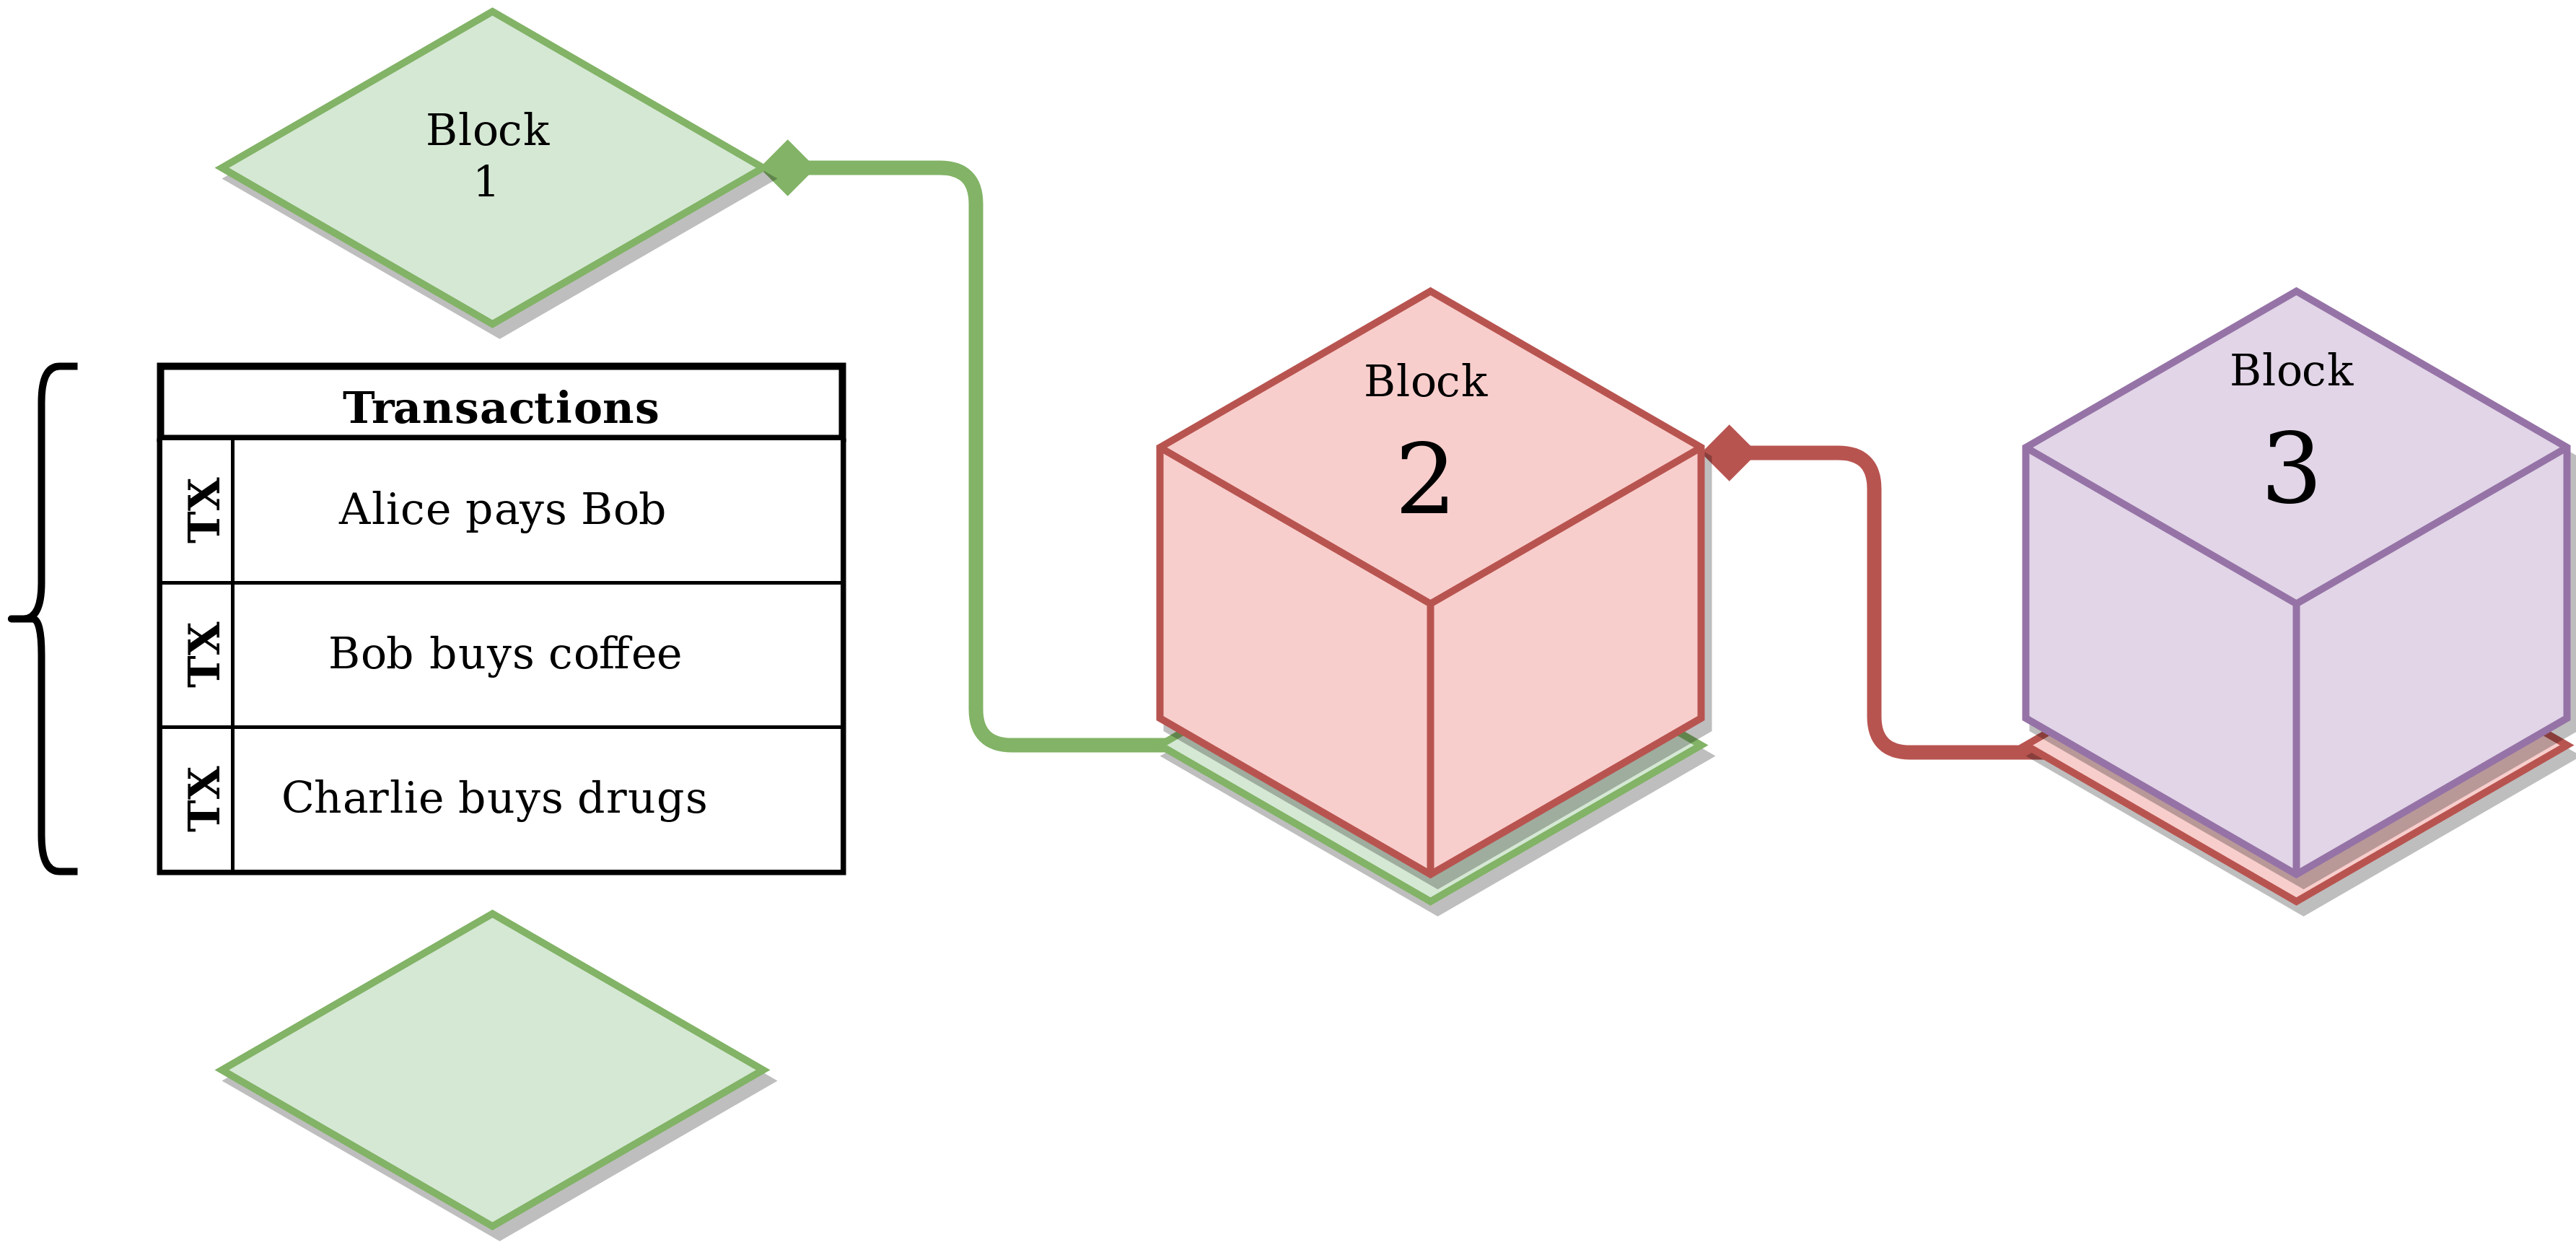 Block
1
Transactions
TX
Alice pays Bob
TX
Bob buys coffee
TX
Charlie buys drugs
Block
2
Block
3